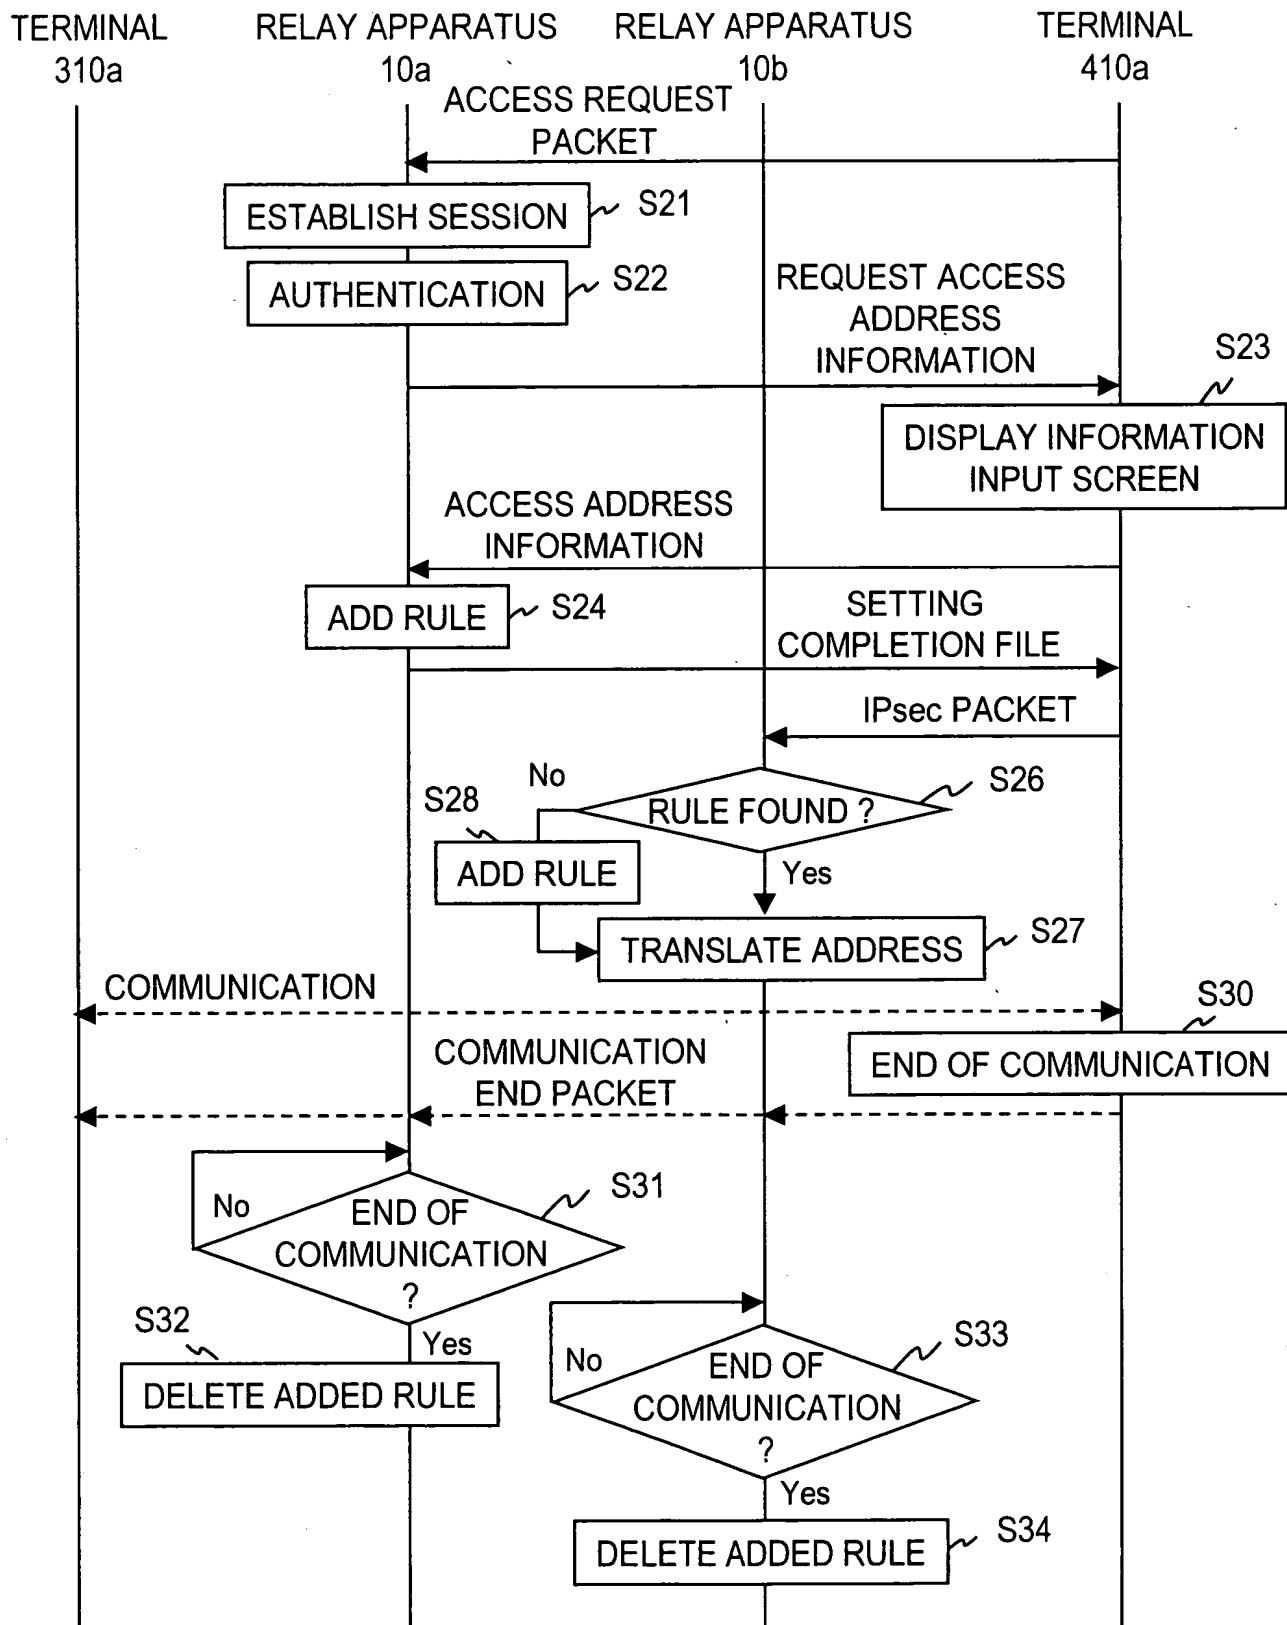 TERMINAL
310a
RELAY APPARATUS
10a
RELAY APPARATUS
10b
TERMINAL
410a
ACCESS REQUEST
PACKET
ESTABLISH SESSION
S21
AUTHENTICATION
S22
REQUEST ACCESS
ADDRESS
INFORMATION
S23
DISPLAY INFORMATION
INPUT SCREEN
ACCESS ADDRESS
INFORMATION
ADD RULE
S24
SETTING
COMPLETION FILE
IPsec PACKET
No
RULE FOUND ?
S26
S28
ADD RULE
Yes
TRANSLATE ADDRESS
S27
COMMUNICATION
S30
END OF COMMUNICATION
COMMUNICATION
END PACKET
No
END OF
COMMUNICATION
?
S31
S32
Yes
DELETE ADDED RULE
No
END OF
COMMUNICATION
?
S33
Yes
DELETE ADDED RULE
S34